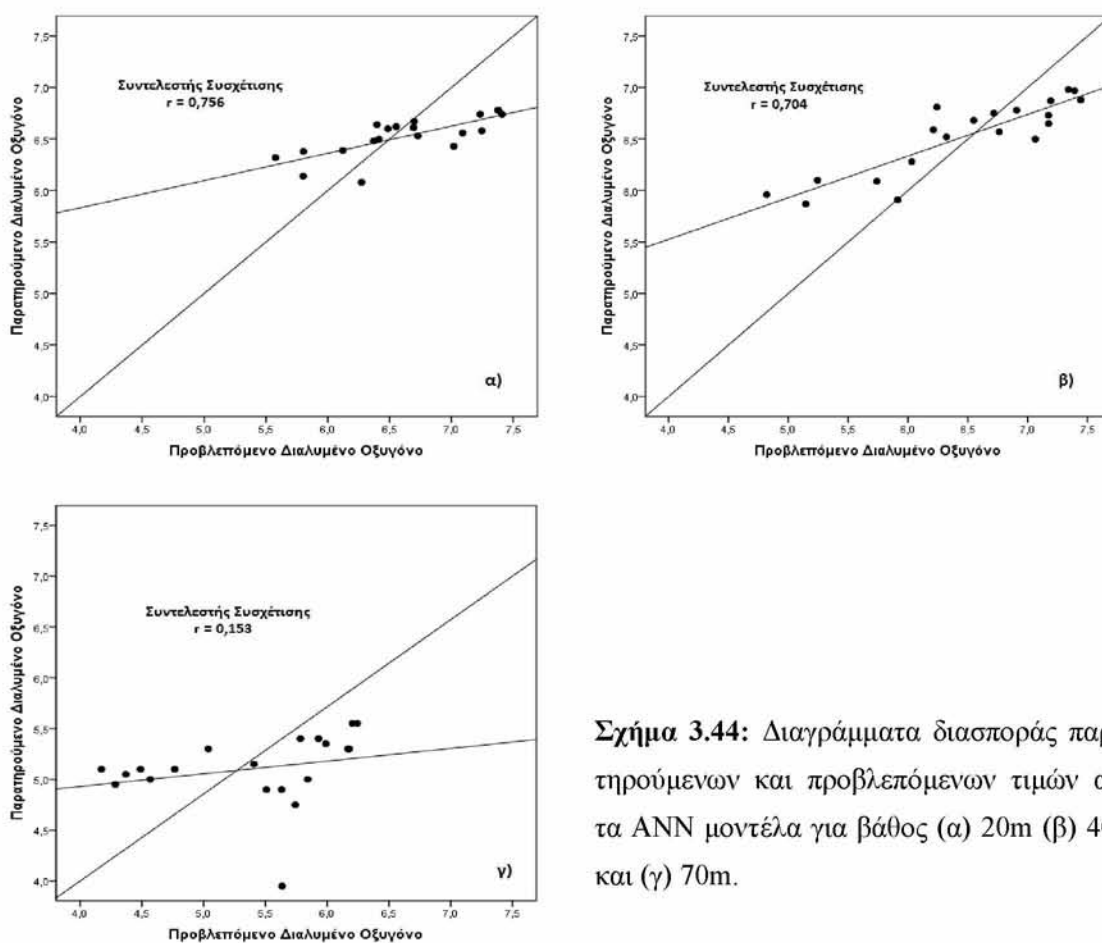 7,5
7,0
6,5
6,0
5,5
5,0
4,5
4,0
Παρατηρούμενο Διαλυμένο Οξυγόνο
Συντελεστής Συσχέτισης
r = 0,756
α)
4,0 4,5 5,0 5,5 6,0 6,5 7,0 7,5
Προβλεπόμενο Διαλυμένο Οξυγόνο
7,5
7,0
6,5
6,0
5,5
5,0
4,5
4,0
Παρατηρούμενο Διαλυμένο Οξυγόνο
Συντελεστής Συσχέτισης
r = 0,704
β)
4,0 4,5 5,0 5,5 6,0 6,5 7,0 7,5
Προβλεπόμενο Διαλυμένο Οξυγόνο
7,5
7,0
6,5
6,0
5,5
5,0
4,5
4,0
Παρατηρούμενο Διαλυμένο Οξυγόνο
Συντελεστής Συσχέτισης
r = 0,153
γ)
4,0 4,5 5,0 5,5 6,0 6,5 7,0 7,5
Προβλεπόμενο Διαλυμένο Οξυγόνο
Σχήμα 3.44: Διαγράμματα διασποράς
τηρούμενων και προβλεπόμενων τιμών
τα ANN μοντέλα για βάθος (α) 20m (β)
και (γ) 70m.